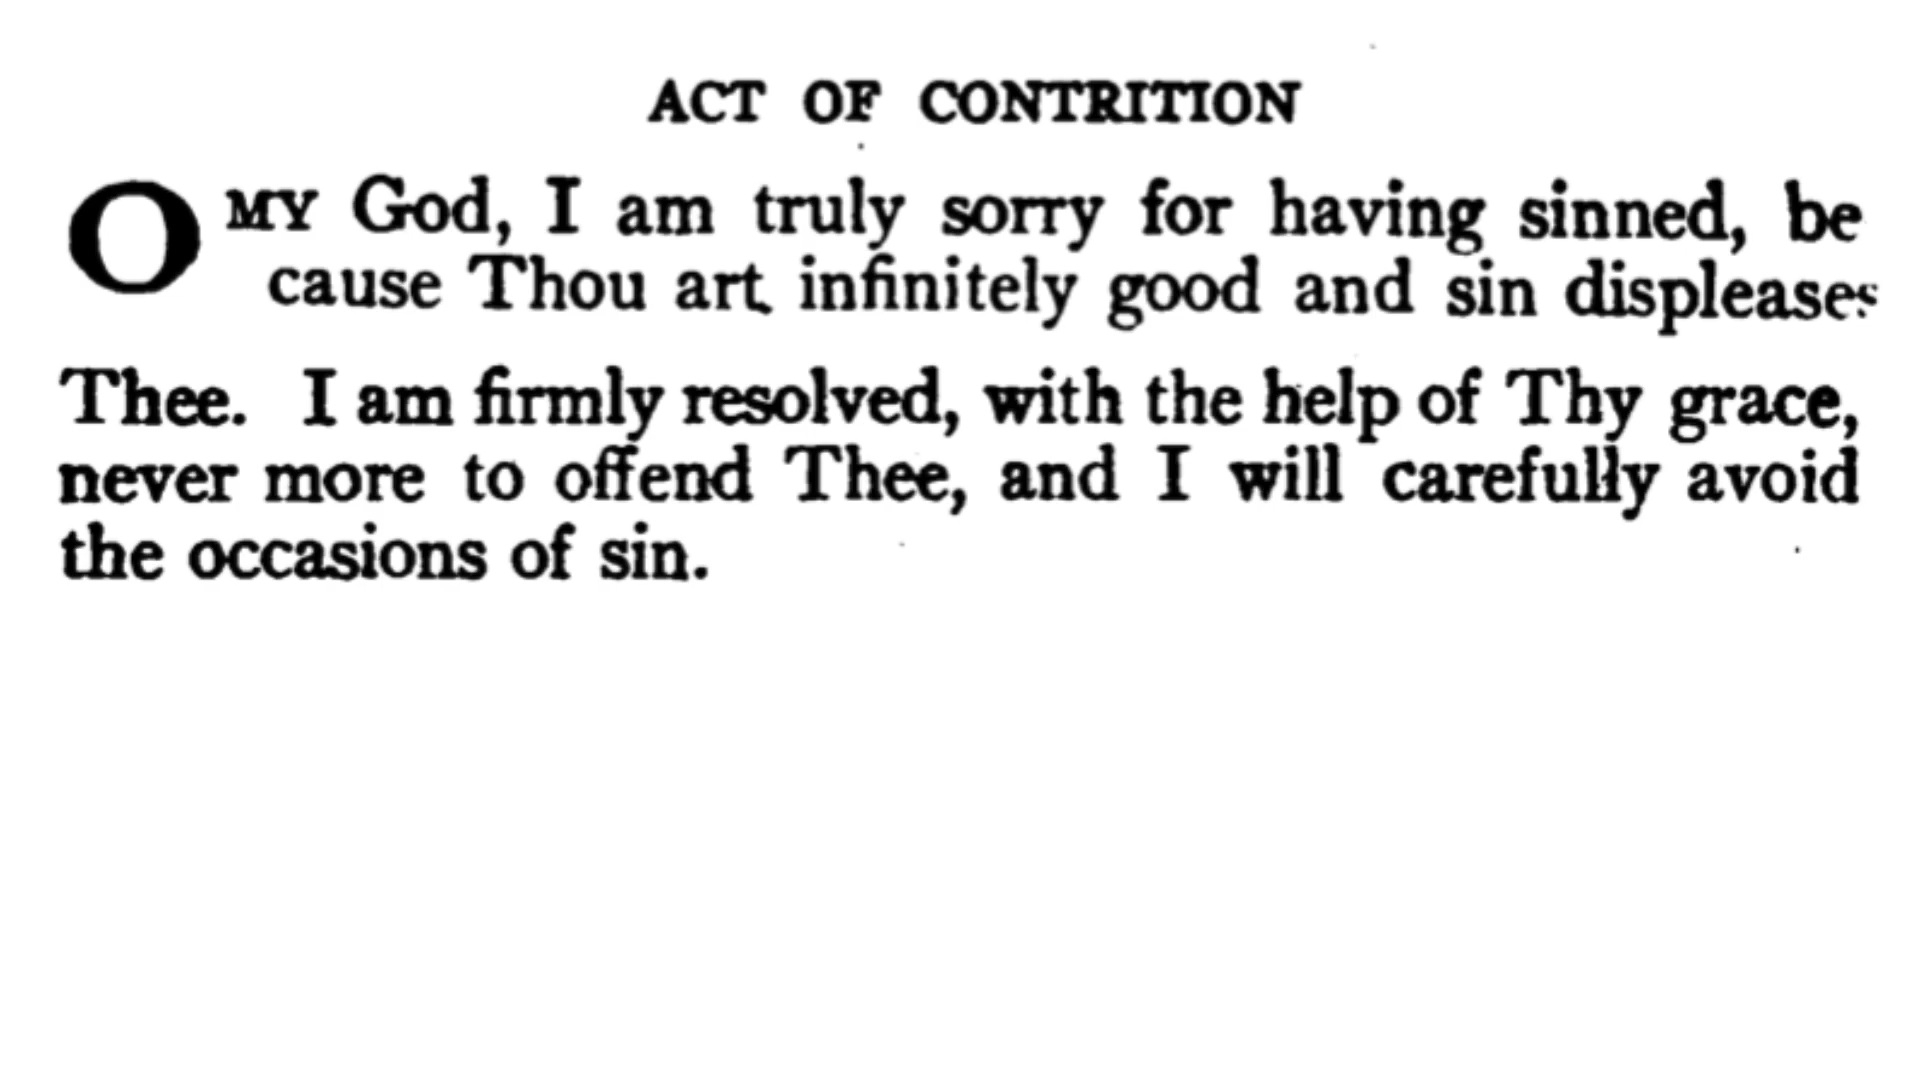 ACT OF CONTRITION
O MY God, I am truly sorry for having sinned, be
cause Thou art infinitely good and sin displeases
Thee. I am firmly resolved, with the help of Thy grace,
never more to offend Thee, and I will carefully avoid
the occasions of sin.